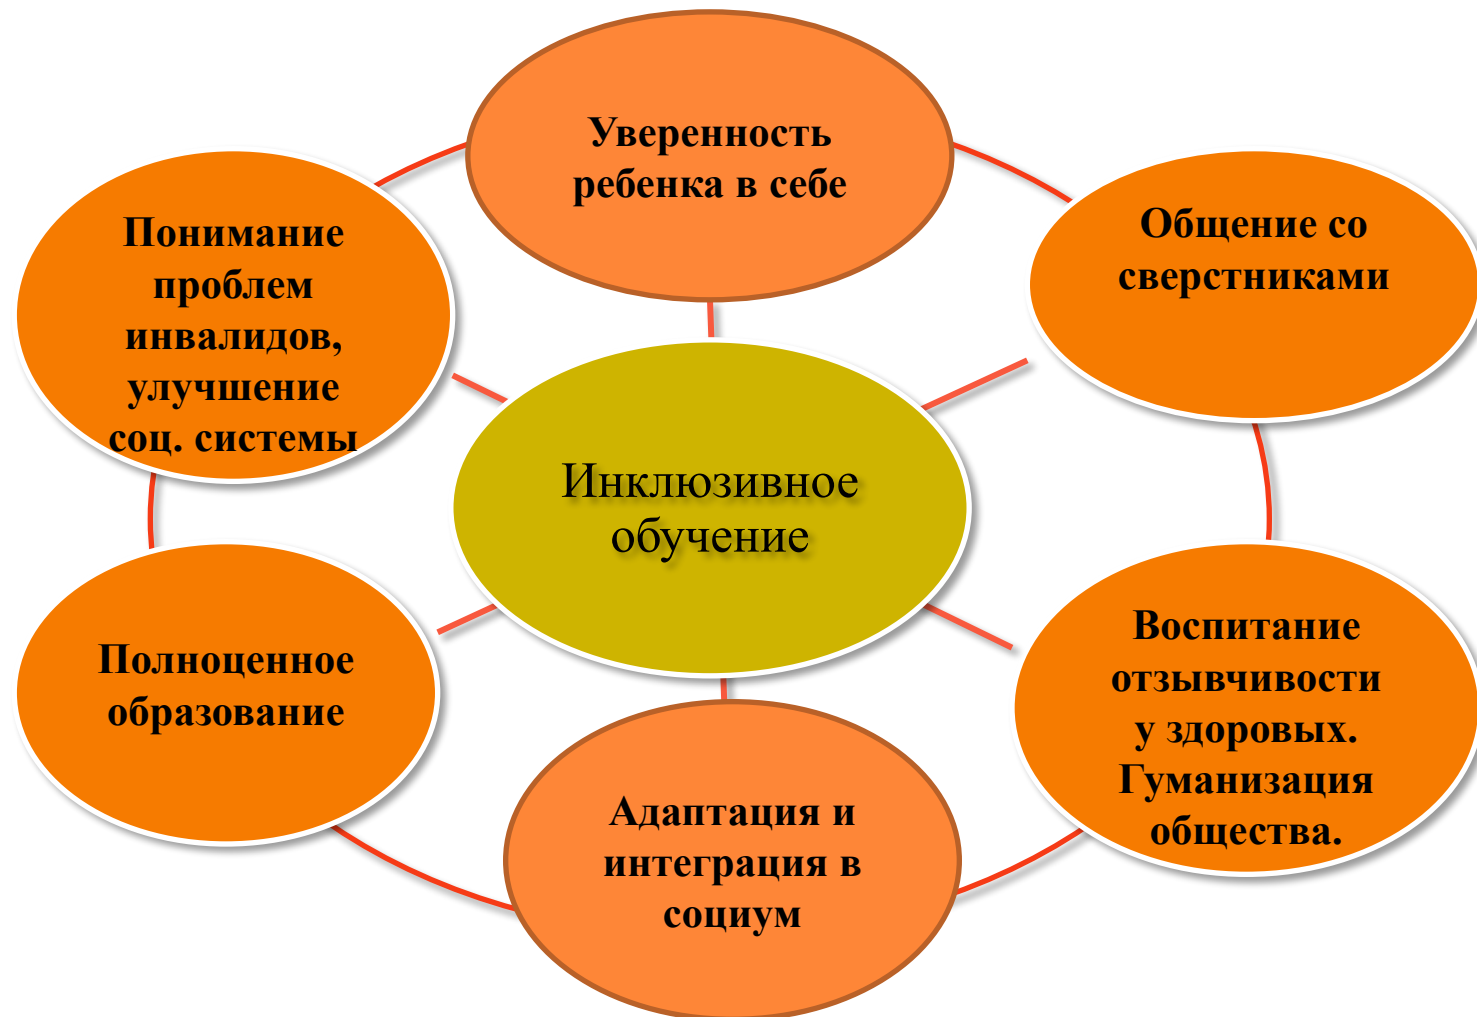 Уверенность
ребенка в себе
Общение со
сверстниками
Понимание
проблем
инвалидов,
улучшение
соц. системы
Инклюзивное
обучение
Полноценное
образование
Воспитание
отзывчивости
у здоровых.
Гуманизация
общества.
Адаптация и
интеграция в
социум